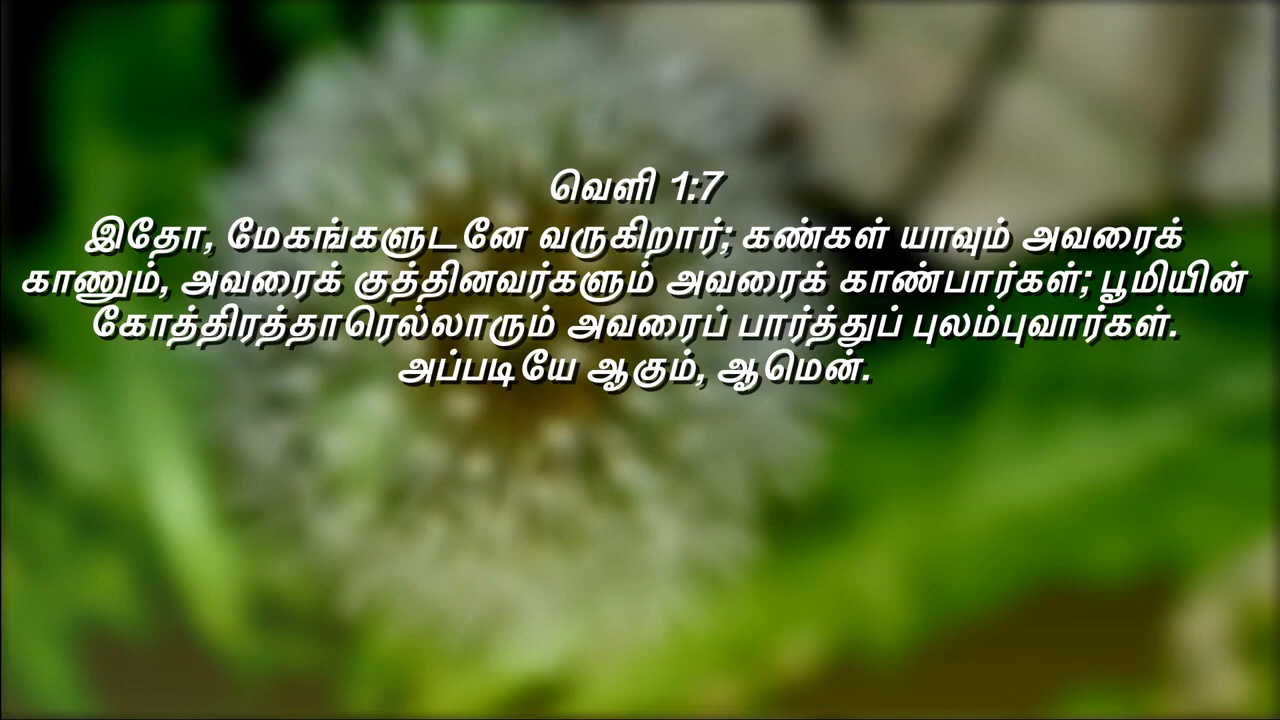 வெளி 1:7
இதோ, மேகங்களுடனே வருகிறார்; கண்கள் யாவும் அவரைக்
காணும், அவரைக் குத்தினவர்களும் அவரைக் காண்பார்கள்; பூமியின்
கோத்திரத்தாரெல்லாரும் அவரைப் பார்த்துப் புலம்புவார்கள்.
அப்படியே ஆகும், ஆமென்.